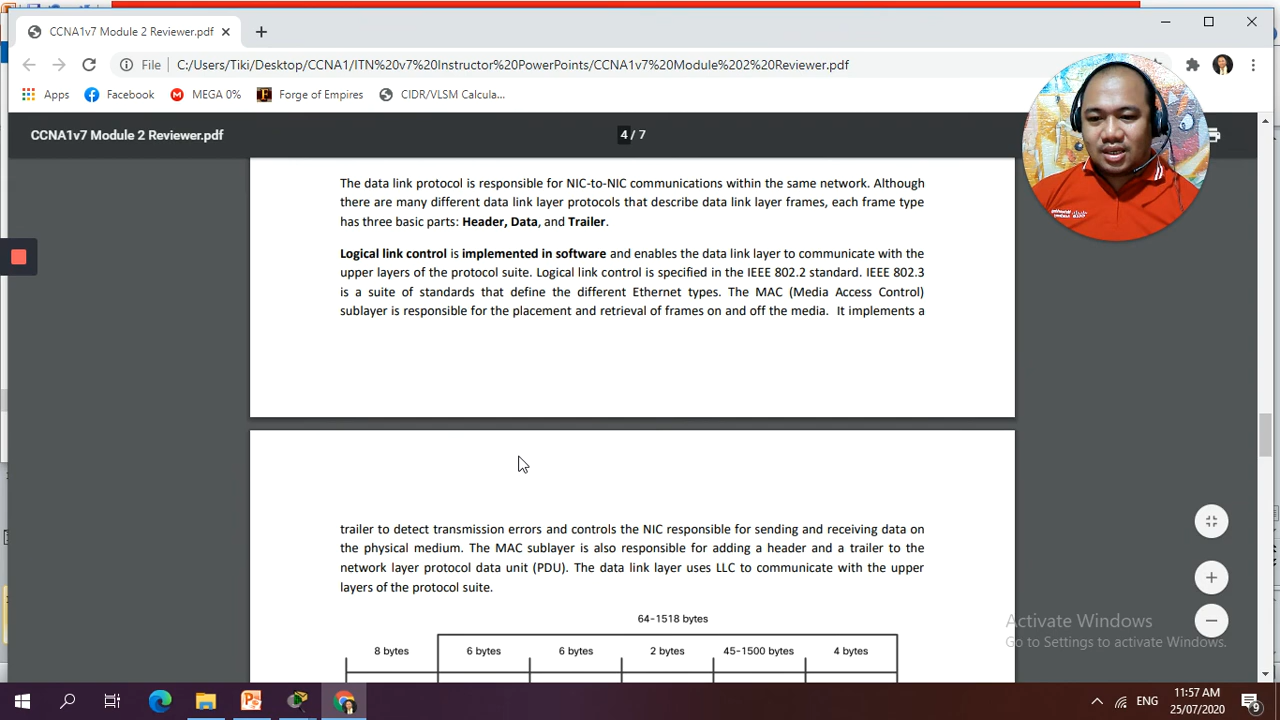 CCNA1v7 Module 2 Reviewer.pdf
File
C:/Users/Tiki/Desktop/CCNA1/ITN%20v7%20Instructor%20PowerPoints/CCNA1v7%20Module%202%20Reviewer.pdf
Apps Facebook MEGA 0% Forge of Empires CIDR/VLSM Calcula...
CCNA1v7 Module 2 Reviewer.pdf 4 / 7
The data link protocol is responsible for NIC-to-NIC communications within the same network. Although
there are many different data link layer protocols that describe data link layer frames, each frame type
has three basic parts: Header, Data, and Trailer.
Logical link control is implemented in software and enables the data link layer to communicate with the
upper layers of the protocol suite. Logical link control is specified in the IEEE 802.2 standard. IEEE 802.3
is a suite of standards that define the different Ethernet types. The MAC (Media Access Control)
sublayer is responsible for the placement and retrieval of frames on and off the media. It implements a
trailer to detect transmission errors and controls the NIC responsible for sending and receiving data on
the physical medium. The MAC sublayer is also responsible for adding a header and a trailer to the
network layer protocol data unit (PDU). The data link layer uses LLC to communicate with the upper
layers of the protocol suite.
64-1518 bytes
8 bytes 6 bytes 6 bytes 2 bytes 45-1500 bytes 4 bytes
Activate Windows
Go to Settings to activate Windows.
ENG
11:57 AM
25/07/2020
9